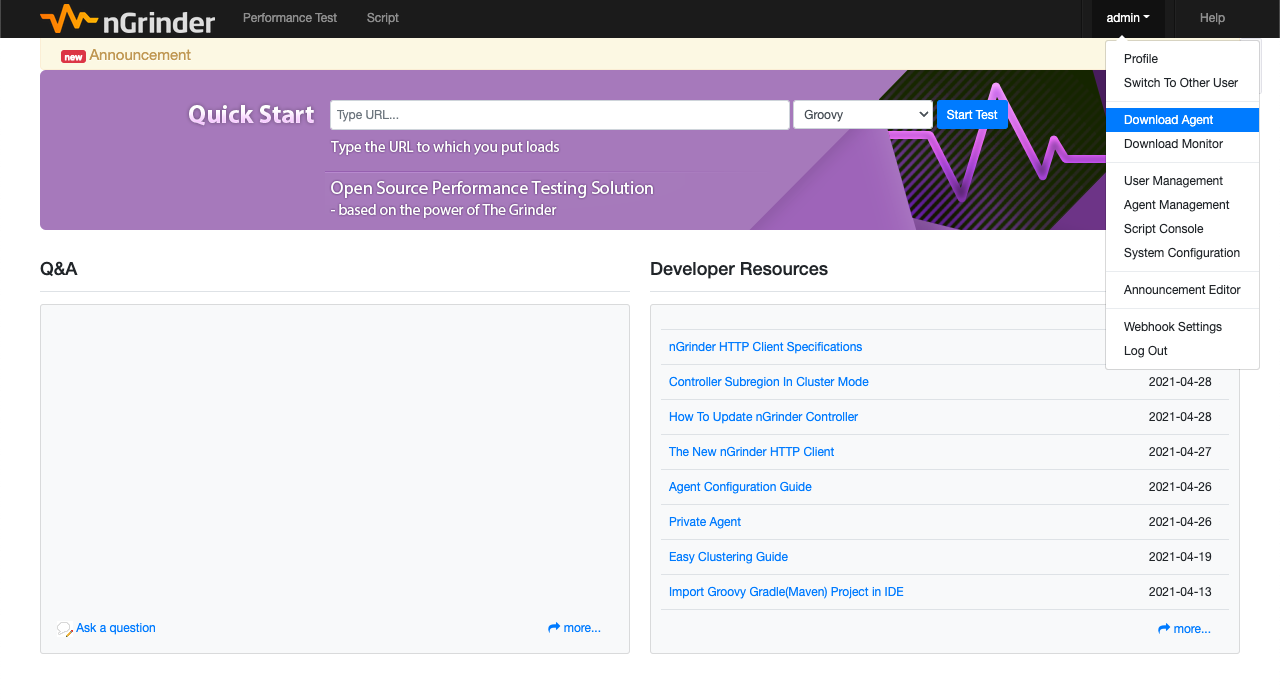 nGrinder Performance Test Script admin Help
new Announcement
Profile
Switch To Other User
Download Agent
Download Monitor
User Management
Agent Management
Script Console
System Configuration
Announcement Editor
Webhook Settings
Log Out
Quick Start Type URL... Groovy Start Test
Type the URL to which you put loads
Open Source Performance Testing Solution
- based on the power of The Grinder
Q&A
Ask a question more...
Developer Resources
nGrinder HTTP Client Specifications
Controller Subregion In Cluster Mode 2021-04-28
How To Update nGrinder Controller 2021-04-28
The New nGrinder HTTP Client 2021-04-27
Agent Configuration Guide 2021-04-26
Private Agent 2021-04-26
Easy Clustering Guide 2021-04-19
Import Groovy Gradle(Maven) Project in IDE 2021-04-13
more...